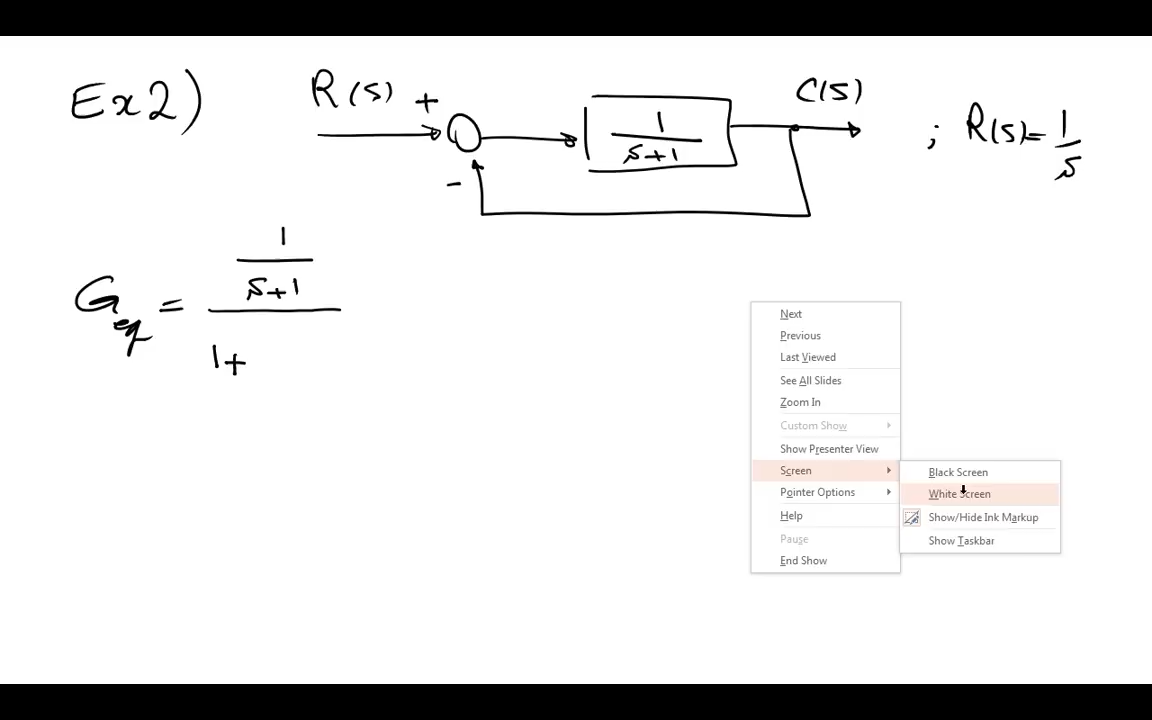 Ex2)
R(s) + C(s)
1
s+1
; R(s)=1/s
-
1
s+1
Geq =
1+
Next
Previous
Last Viewed
See All Slides
Zoom In
Custom Show
Show Presenter View
Screen
Black Screen
Pointer Options
White Screen
Help
Show/Hide Ink Markup
Pause
Show Taskbar
End Show